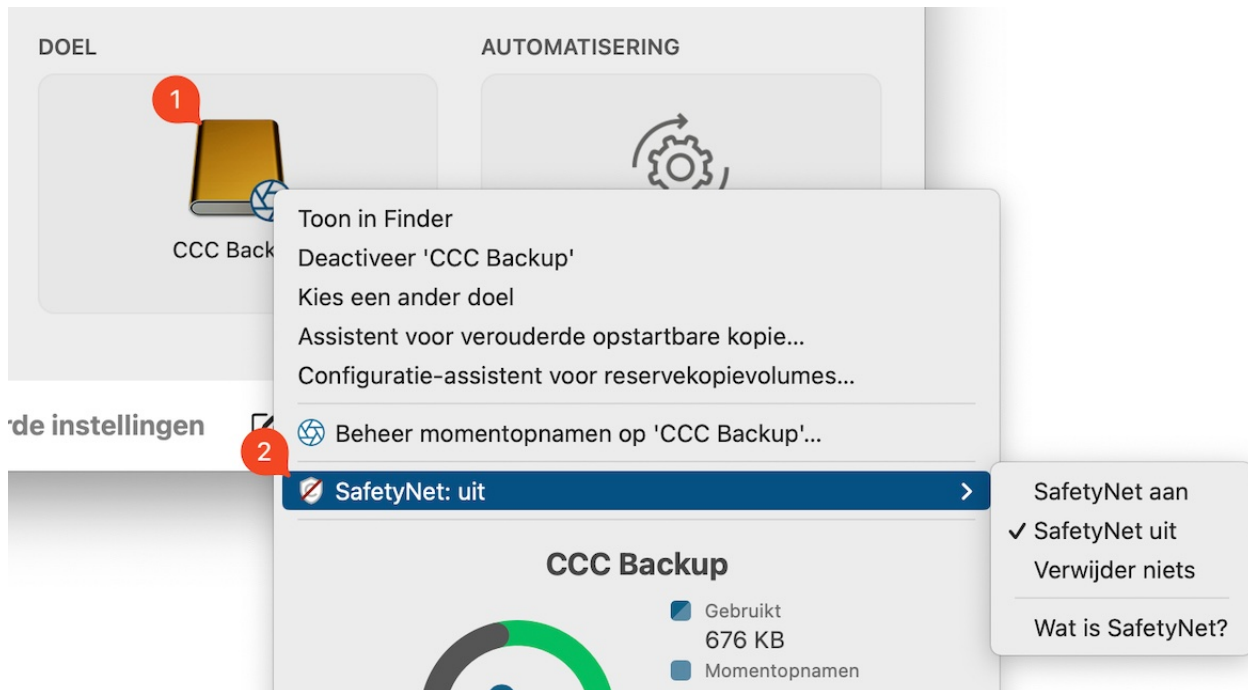 DOEL
AUTOMATISERING
1
CCC Back
Toon in Finder
Deactiveer 'CCC Backup'
Kies een ander doel
Assistent voor verouderde opstartbare kopie...
Configuratie-assistent voor reservekopievolumes...
rde instellingen
2
Beheer momentopnamen op 'CCC Backup'...
SafetyNet: uit
SafetyNet aan
SafetyNet uit
Verwijder niets
Wat is SafetyNet?
CCC Backup
Gebruikt
676 KB
Momentopnamen